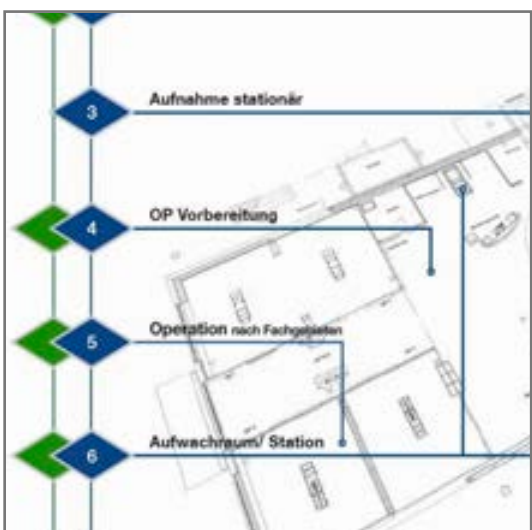 3
Aufnahme stationär
4
OP Vorbereitung
5
Operation nach Fachgebieten
6
Aufwachraum/ Station